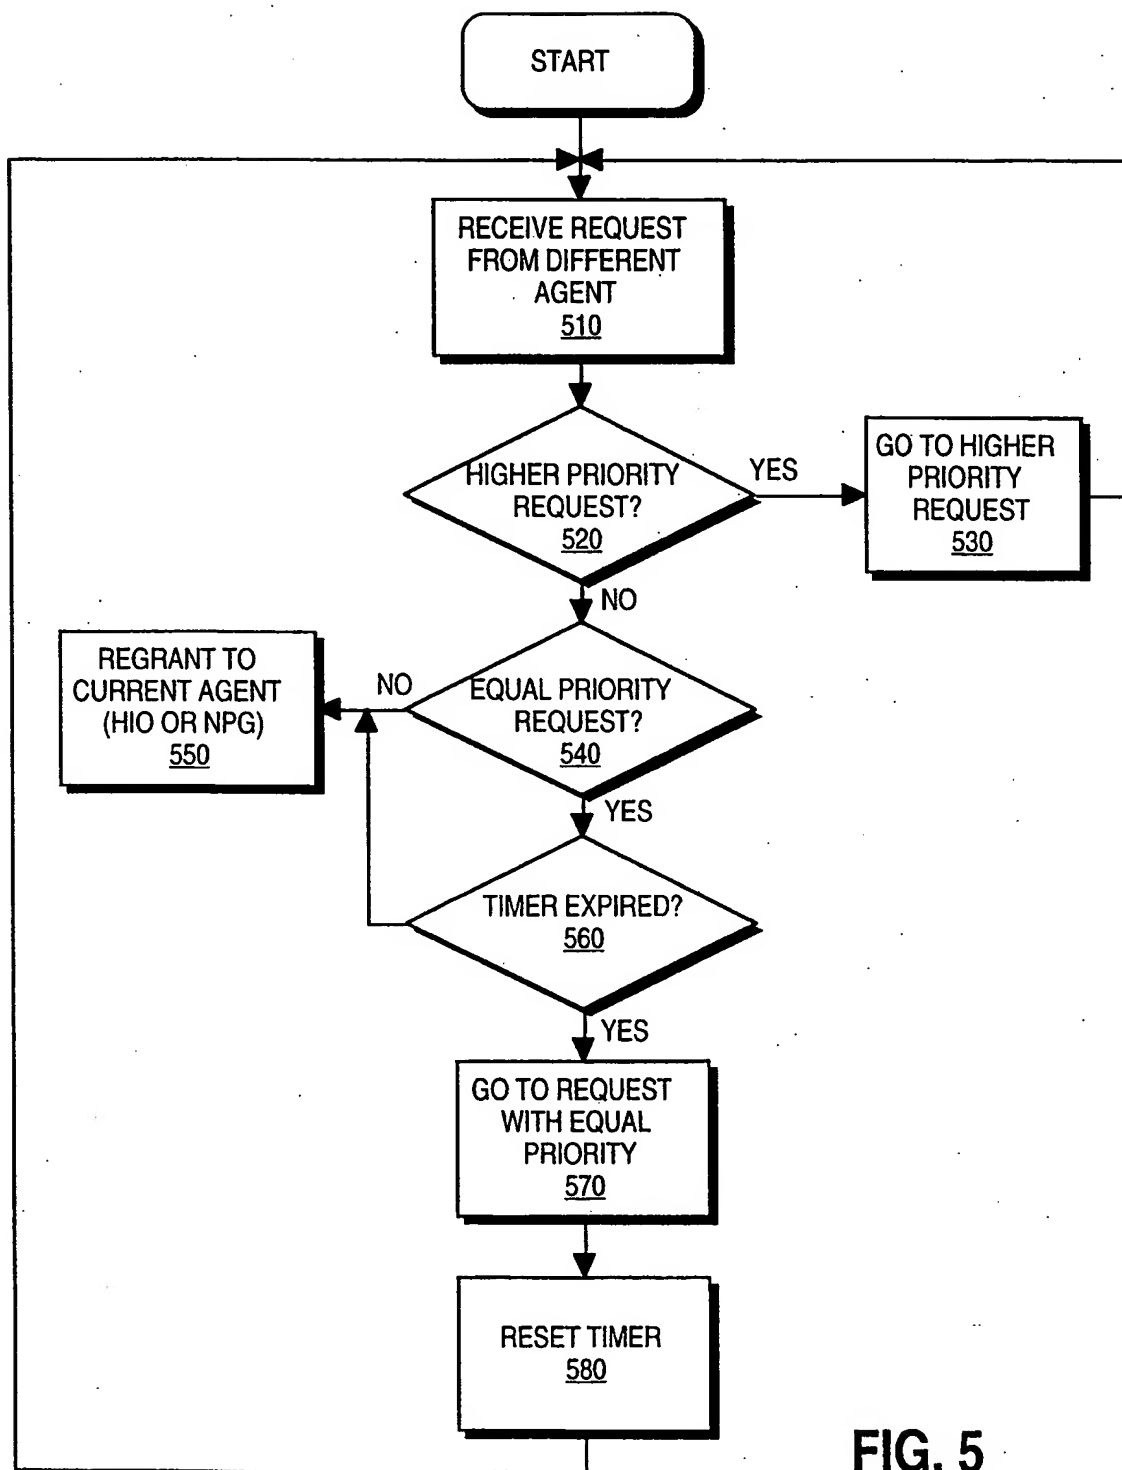 START
RECEIVE REQUEST
FROM DIFFERENT
AGENT
510
HIGHER PRIORITY
REQUEST?
520
YES
GO TO HIGHER
PRIORITY
REQUEST
530
NO
EQUAL PRIORITY
REQUEST?
540
NO
REGRANT TO
CURRENT AGENT
(HIO OR NPG)
550
YES
TIMER EXPIRED?
560
YES
GO TO REQUEST
WITH EQUAL
PRIORITY
570
RESET TIMER
580
FIG. 5